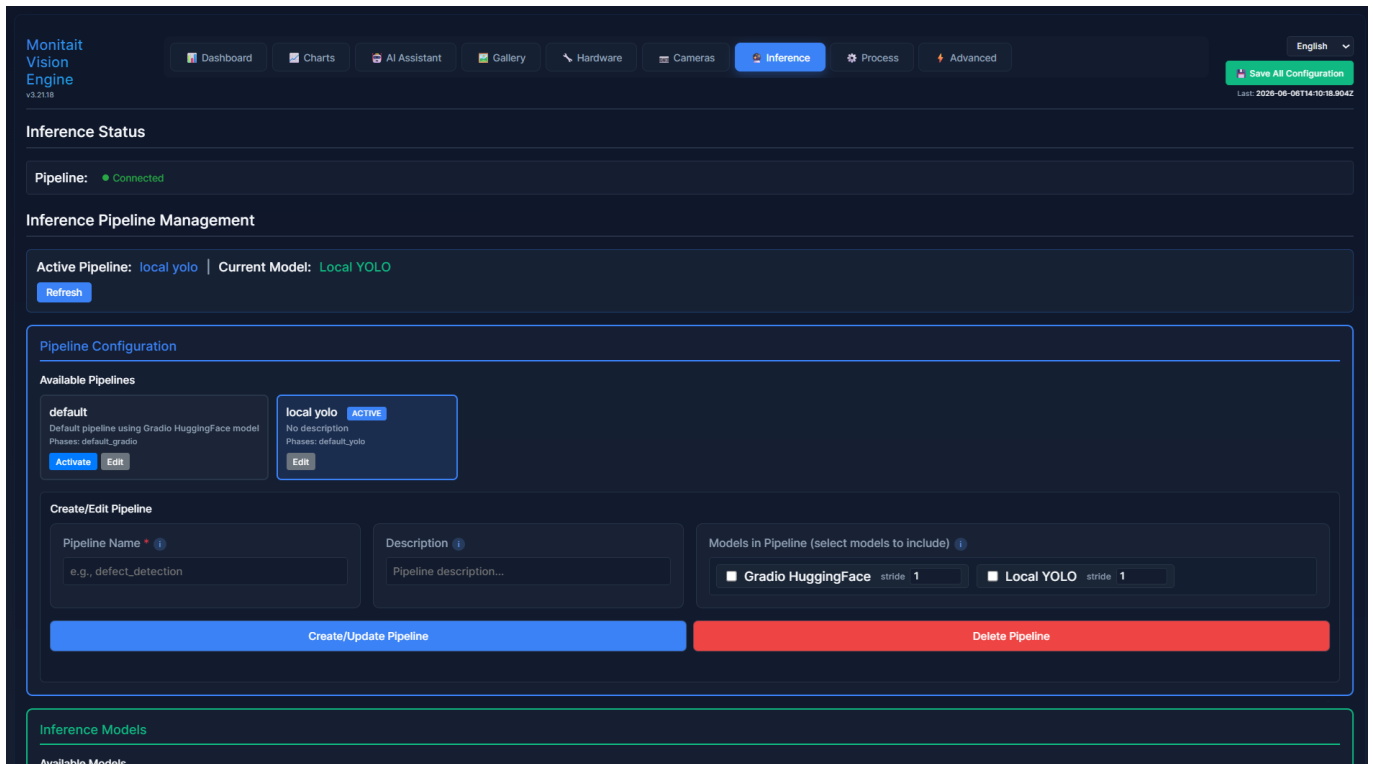 Monitait
Vision
Engine
v3.21.18
Dashboard
Charts
AI Assistant
Gallery
Hardware
Cameras
Inference
Process
Advanced
English
Save All Configuration
Last: 2026-06-06T14:10:18.904Z
Inference Status
Pipeline: Connected
Inference Pipeline Management
Active Pipeline: local yolo | Current Model: Local YOLO
Refresh
Pipeline Configuration
Available Pipelines
default
Default pipeline using Gradio HuggingFace model
Phases: default_gradio
Activate Edit
local yolo ACTIVE
No description
Phases: default_yolo
Edit
Create/Edit Pipeline
Pipeline Name * i
e.g., defect_detection
Description i
Pipeline description...
Models in Pipeline (select models to include) i
Gradio HuggingFace stride 1
Local YOLO stride 1
Create/Update Pipeline
Delete Pipeline
Inference Models
Available Models